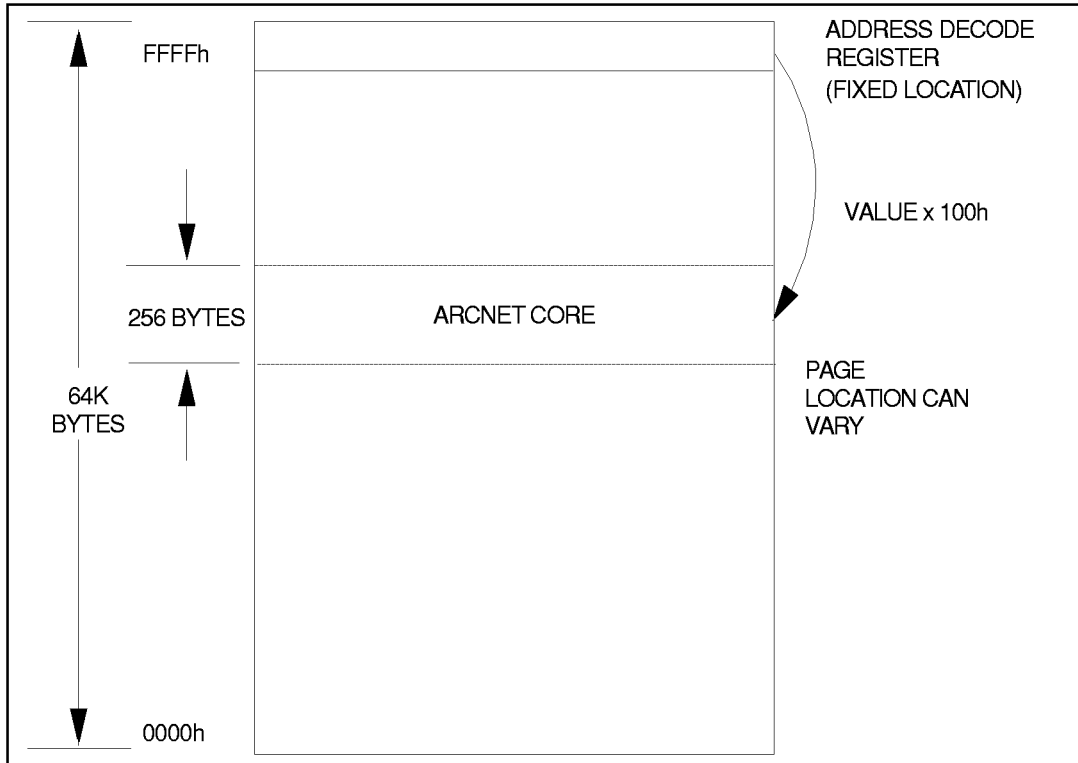 FFFFh
ADDRESS DECODE
REGISTER
(FIXED LOCATION)
VALUE x 100h
256 BYTES
ARCNET CORE
PAGE
LOCATION CAN
VARY
64K
BYTES
0000h